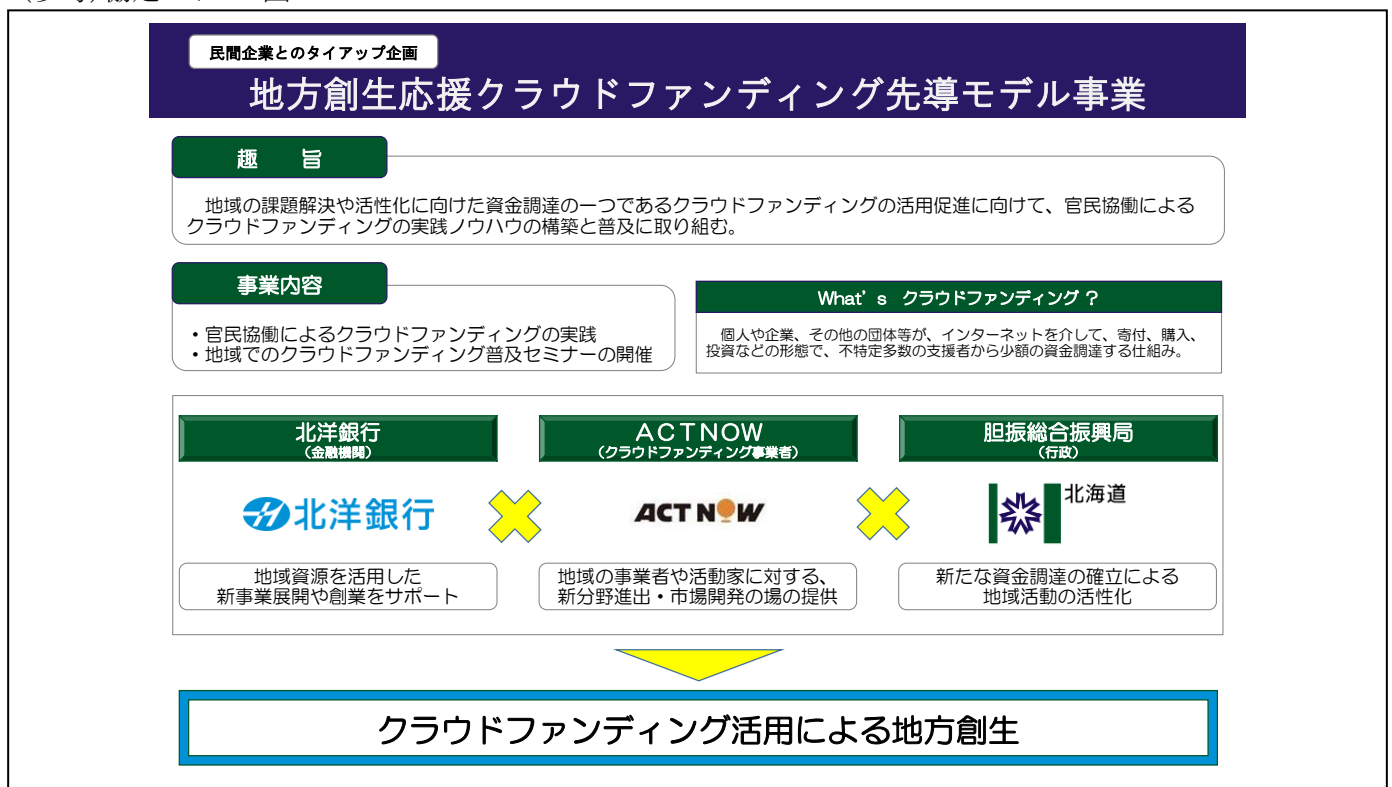 民間企業とのタイアップ企画
地方創生応援クラウドファンディング先導モデル事業
趣　旨
地域の課題解決や活性化に向けた資金調達の一つであるクラウドファンディングの活用促進に向けて、官民協働による
クラウドファンディングの実践ノウハウの構築と普及に取り組む。
事業内容
・官民協働によるクラウドファンディングの実践
・地域でのクラウドファンディング普及セミナーの開催
What’s クラウドファンディング？
個人や企業、その他の団体等が、インターネットを介して、寄付、購入、
投資などの形態で、不特定多数の支援者から少額の資金調達する仕組み。
北洋銀行
（金融機関）
北洋銀行
地域資源を活用した
新事業展開や創業をサポート
ＡＣＴＮＯＷ
（クラウドファンディング事業者）
ACT NOW
地域の事業者や活動家に対する、
新分野進出・市場開発の場の提供
胆振総合振興局
（行政）
北海道
新たな資金調達の確立による
地域活動の活性化
クラウドファンディング活用による地方創生